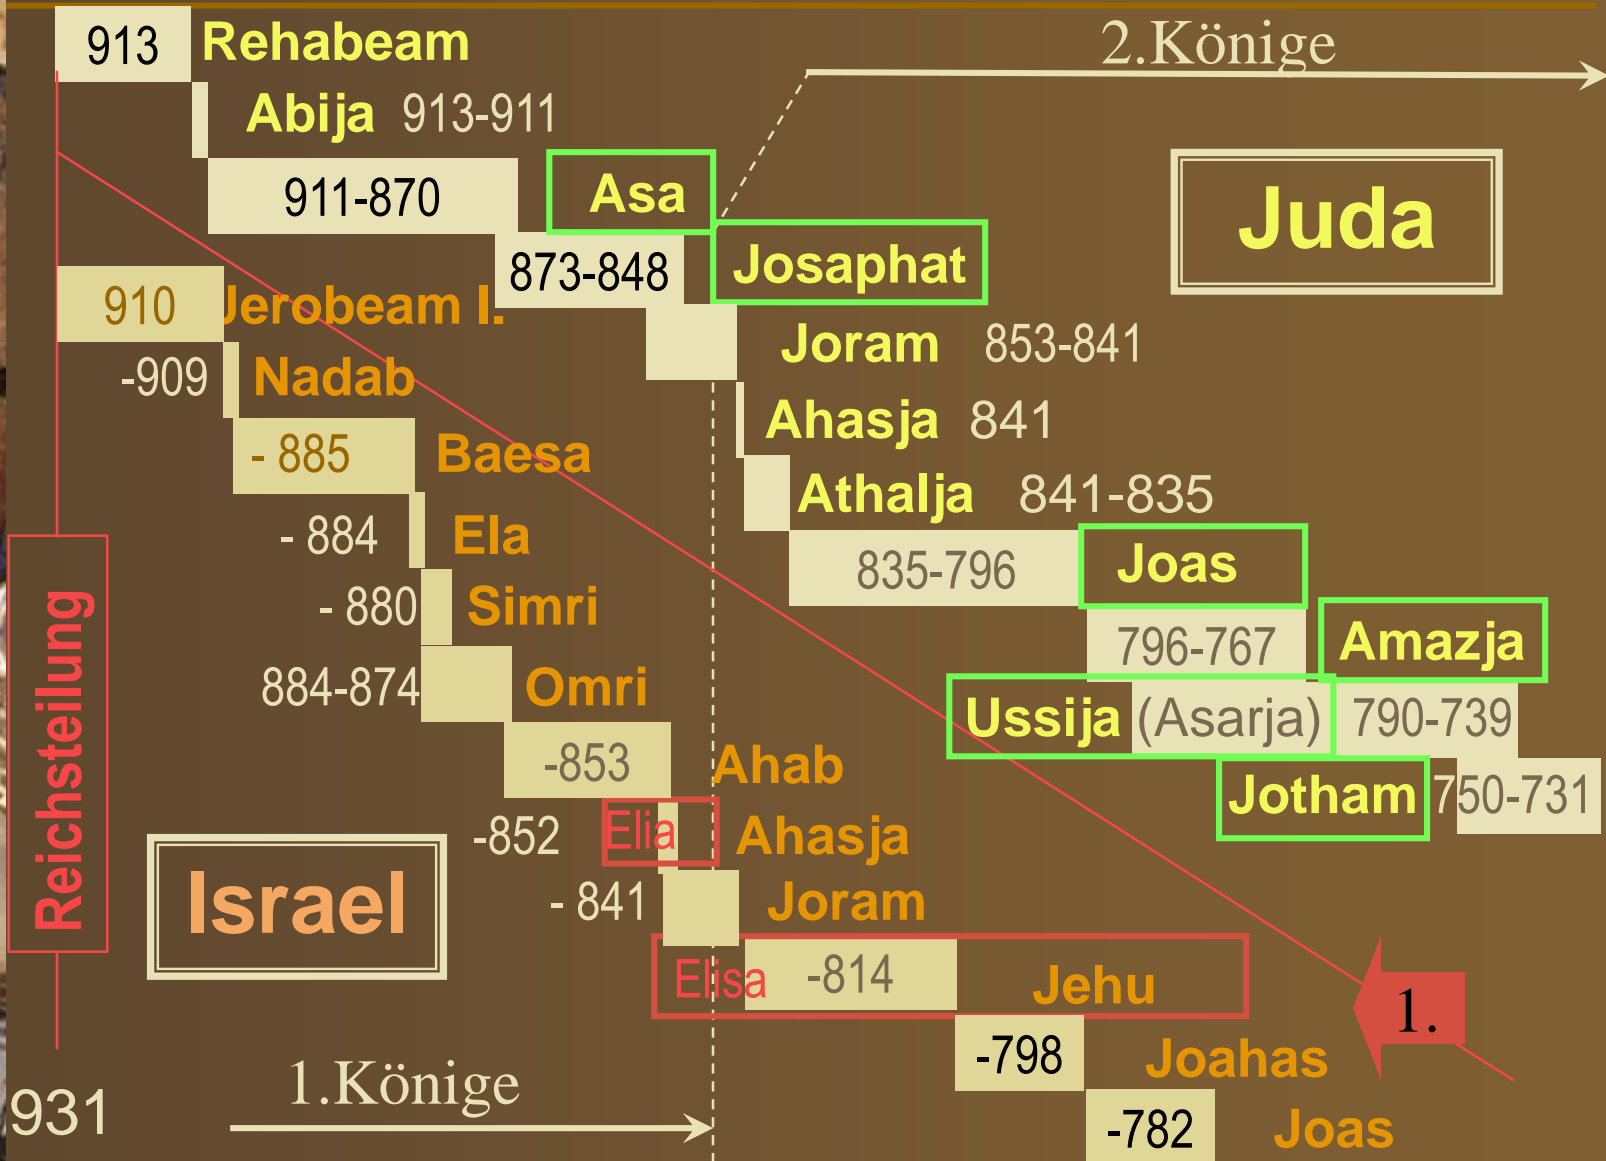 913 Rehabeam
2.Könige
Abija 913-911
911-870 Asa
Juda
873-848 Josaphat
910 Jerobeam I.
Joram 853-841
-909 Nadab
Ahasja 841
- 885 Baesa
Athalja 841-835
- 884 Ela
835-796 Joas
- 880 Simri
796-767 Amazja
884-874 Omri
Ussija (Asarja) 790-739
-853 Ahab
Jotham 750-731
-852 Elia Ahasja
Reichsteilung
Israel
- 841 Joram
Elisa -814 Jehu
1.
-798 Joahas
1.Könige
931
-782 Joas